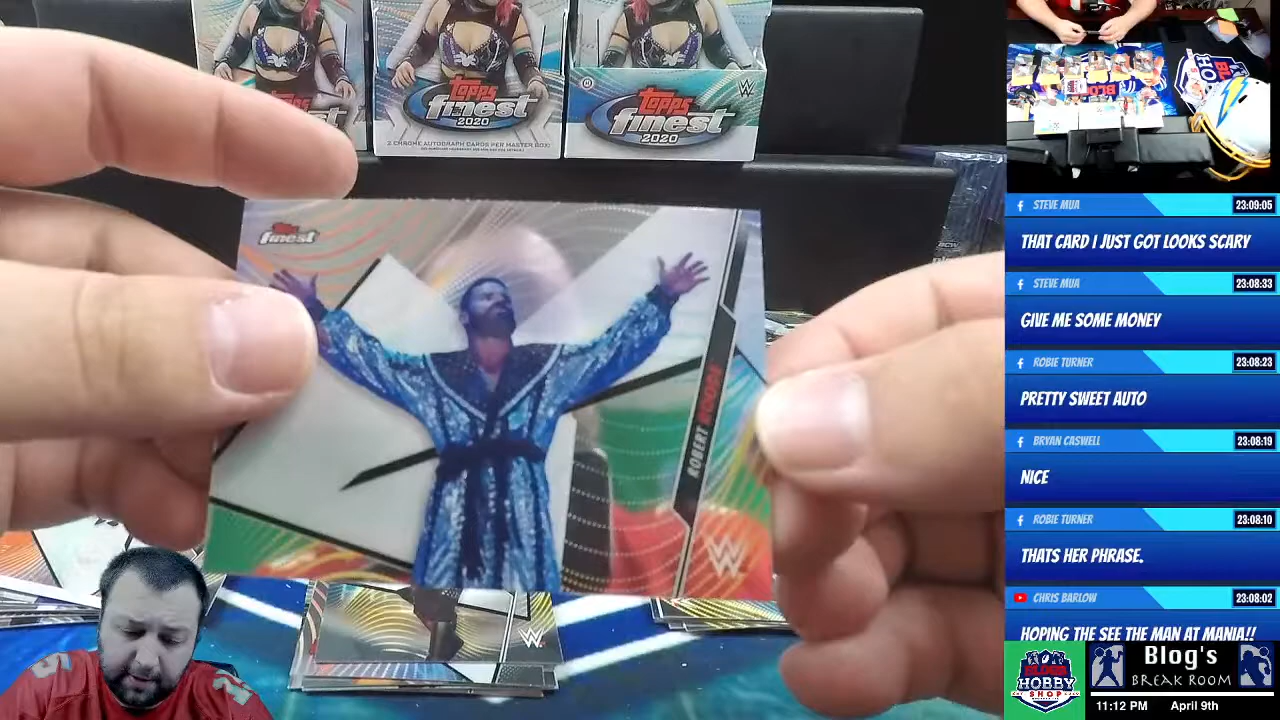 Topps
finest
2020
Topps
finest
2020
2 CHROME AUTOGRAPH CARDS PER MASTER BOX!
Topps
finest
2020
Topps
finest
ROBERT ROODE
STEVE MUA
23:09:05
THAT CARD I JUST GOT LOOKS SCARY
STEVE MUA
23:08:33
GIVE ME SOME MONEY
ROBIE TURNER
23:08:23
PRETTY SWEET AUTO
BRYAN CASWELL
23:08:19
NICE
ROBIE TURNER
23:08:10
THATS HER PHRASE.
CHRIS BARLOW
23:08:02
HOPING THE SEE THE MAN AT MANIA!!
BLOGS
HOBBY
SHOP
Blog's
BREAK ROOM
11:12 PM
April 9th